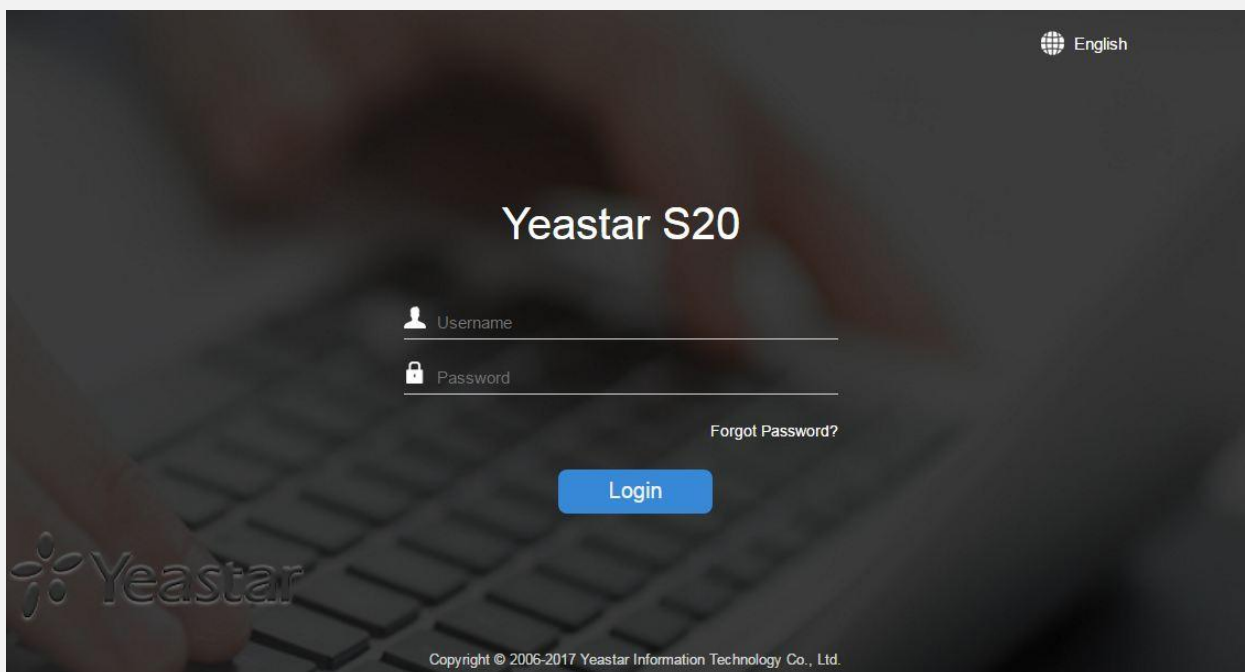 English
Yeastar S20
Username
Password
Forgot Password?
Login
Yeastar
Copyright © 2006-2017 Yeastar Information Technology Co., Ltd.